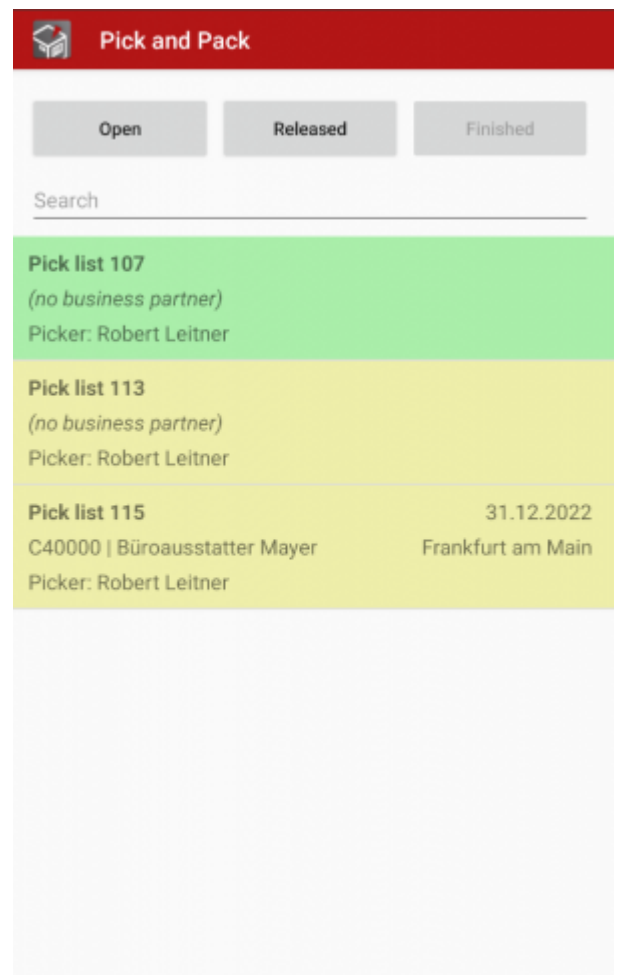 Pick and Pack
Open Released Finished
Search
Pick list 107
(no business partner)
Picker: Robert Leitner
Pick list 113
(no business partner)
Picker: Robert Leitner
Pick list 115 31.12.2022
C40000 | Büroausstatter Mayer Frankfurt am Main
Picker: Robert Leitner